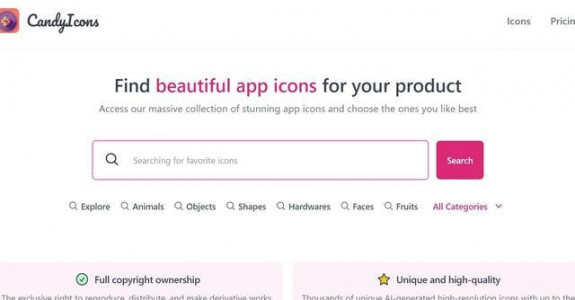 CandyIcons
Icons
Pricin
Find beautiful app icons for your product
Access our massive collection of stunning app icons and choose the ones you like best
Searching for favorite icons
Search
Explore Animals Objects Shapes Hardwares Faces Fruits All Categories
Full copyright ownership
The exclusive right to reproduce, distribute, and make derivative works
Unique and high-quality
Thousands of unique AI-generated high-resolution icons with up to the